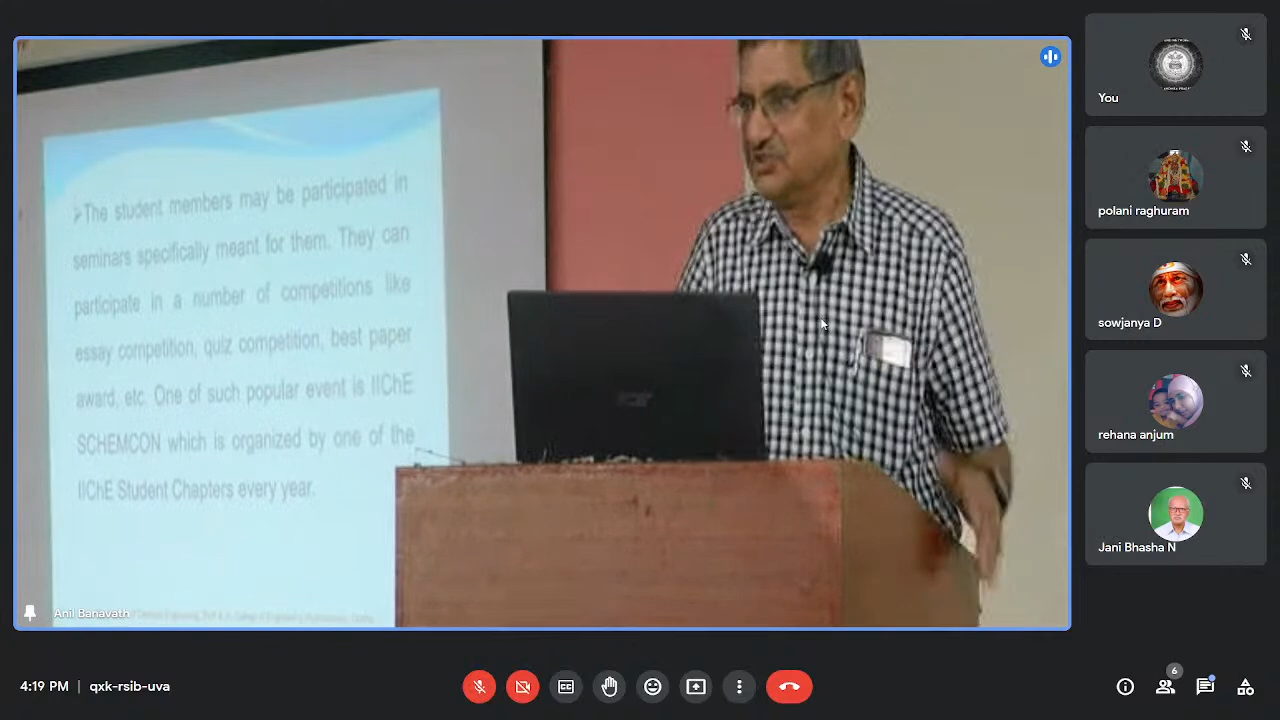 ➢The student members may be participated in
seminars specifically meant for them. They can
participate in a number of competitions like
essay competition, quiz competition, best paper
award, etc. One of such popular event is IIChE
SCHEMCON which is organized by one of the
IIChE Student Chapters every year.
acer
Anil Banavath
You
polani raghuram
sowjanya D
rehana anjum
Jani Bhasha N
4:19 PM | qxk-rsib-uva
6